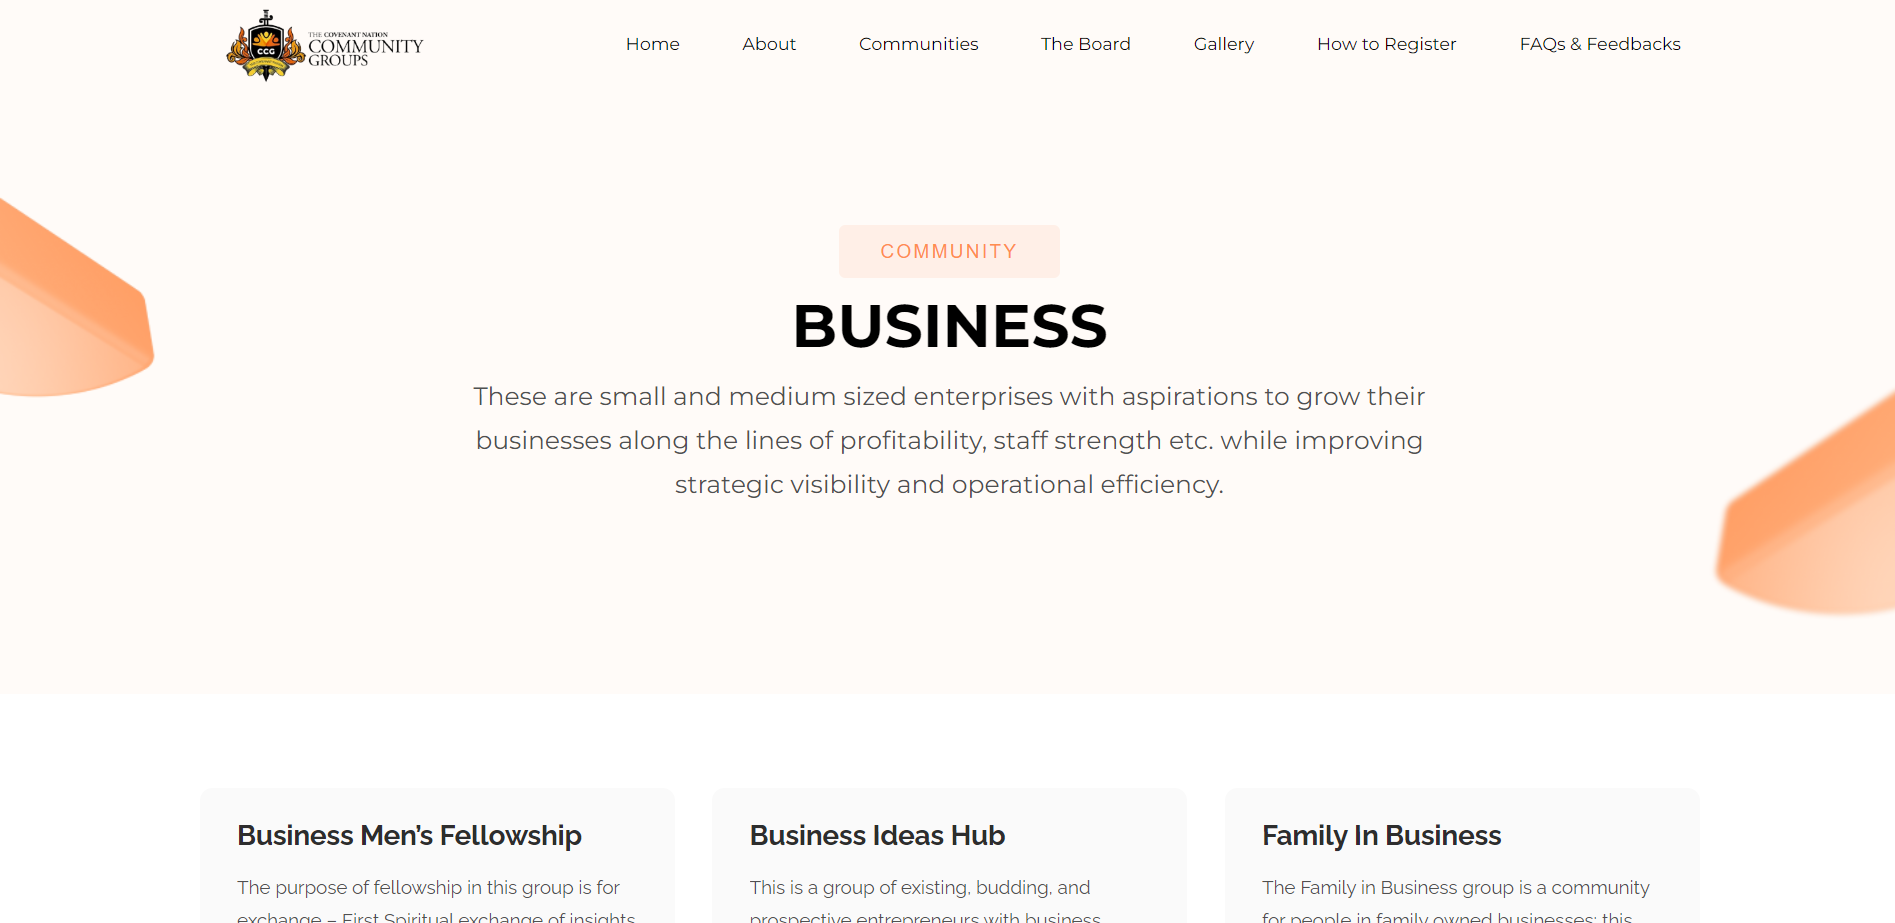 CCG
THE COVENANT NATION
COMMUNITY
GROUPS
Home About Communities The Board Gallery How to Register FAQs & Feedbacks
COMMUNITY
BUSINESS
These are small and medium sized enterprises with aspirations to grow their
businesses along the lines of profitability, staff strength etc. while improving
strategic visibility and operational efficiency.
Business Men’s Fellowship
The purpose of fellowship in this group is for
exchange – First Spiritual exchange of insights
Business Ideas Hub
This is a group of existing, budding, and
prospective entrepreneurs with business
Family In Business
The Family in Business group is a community
for people in family owned businesses; this